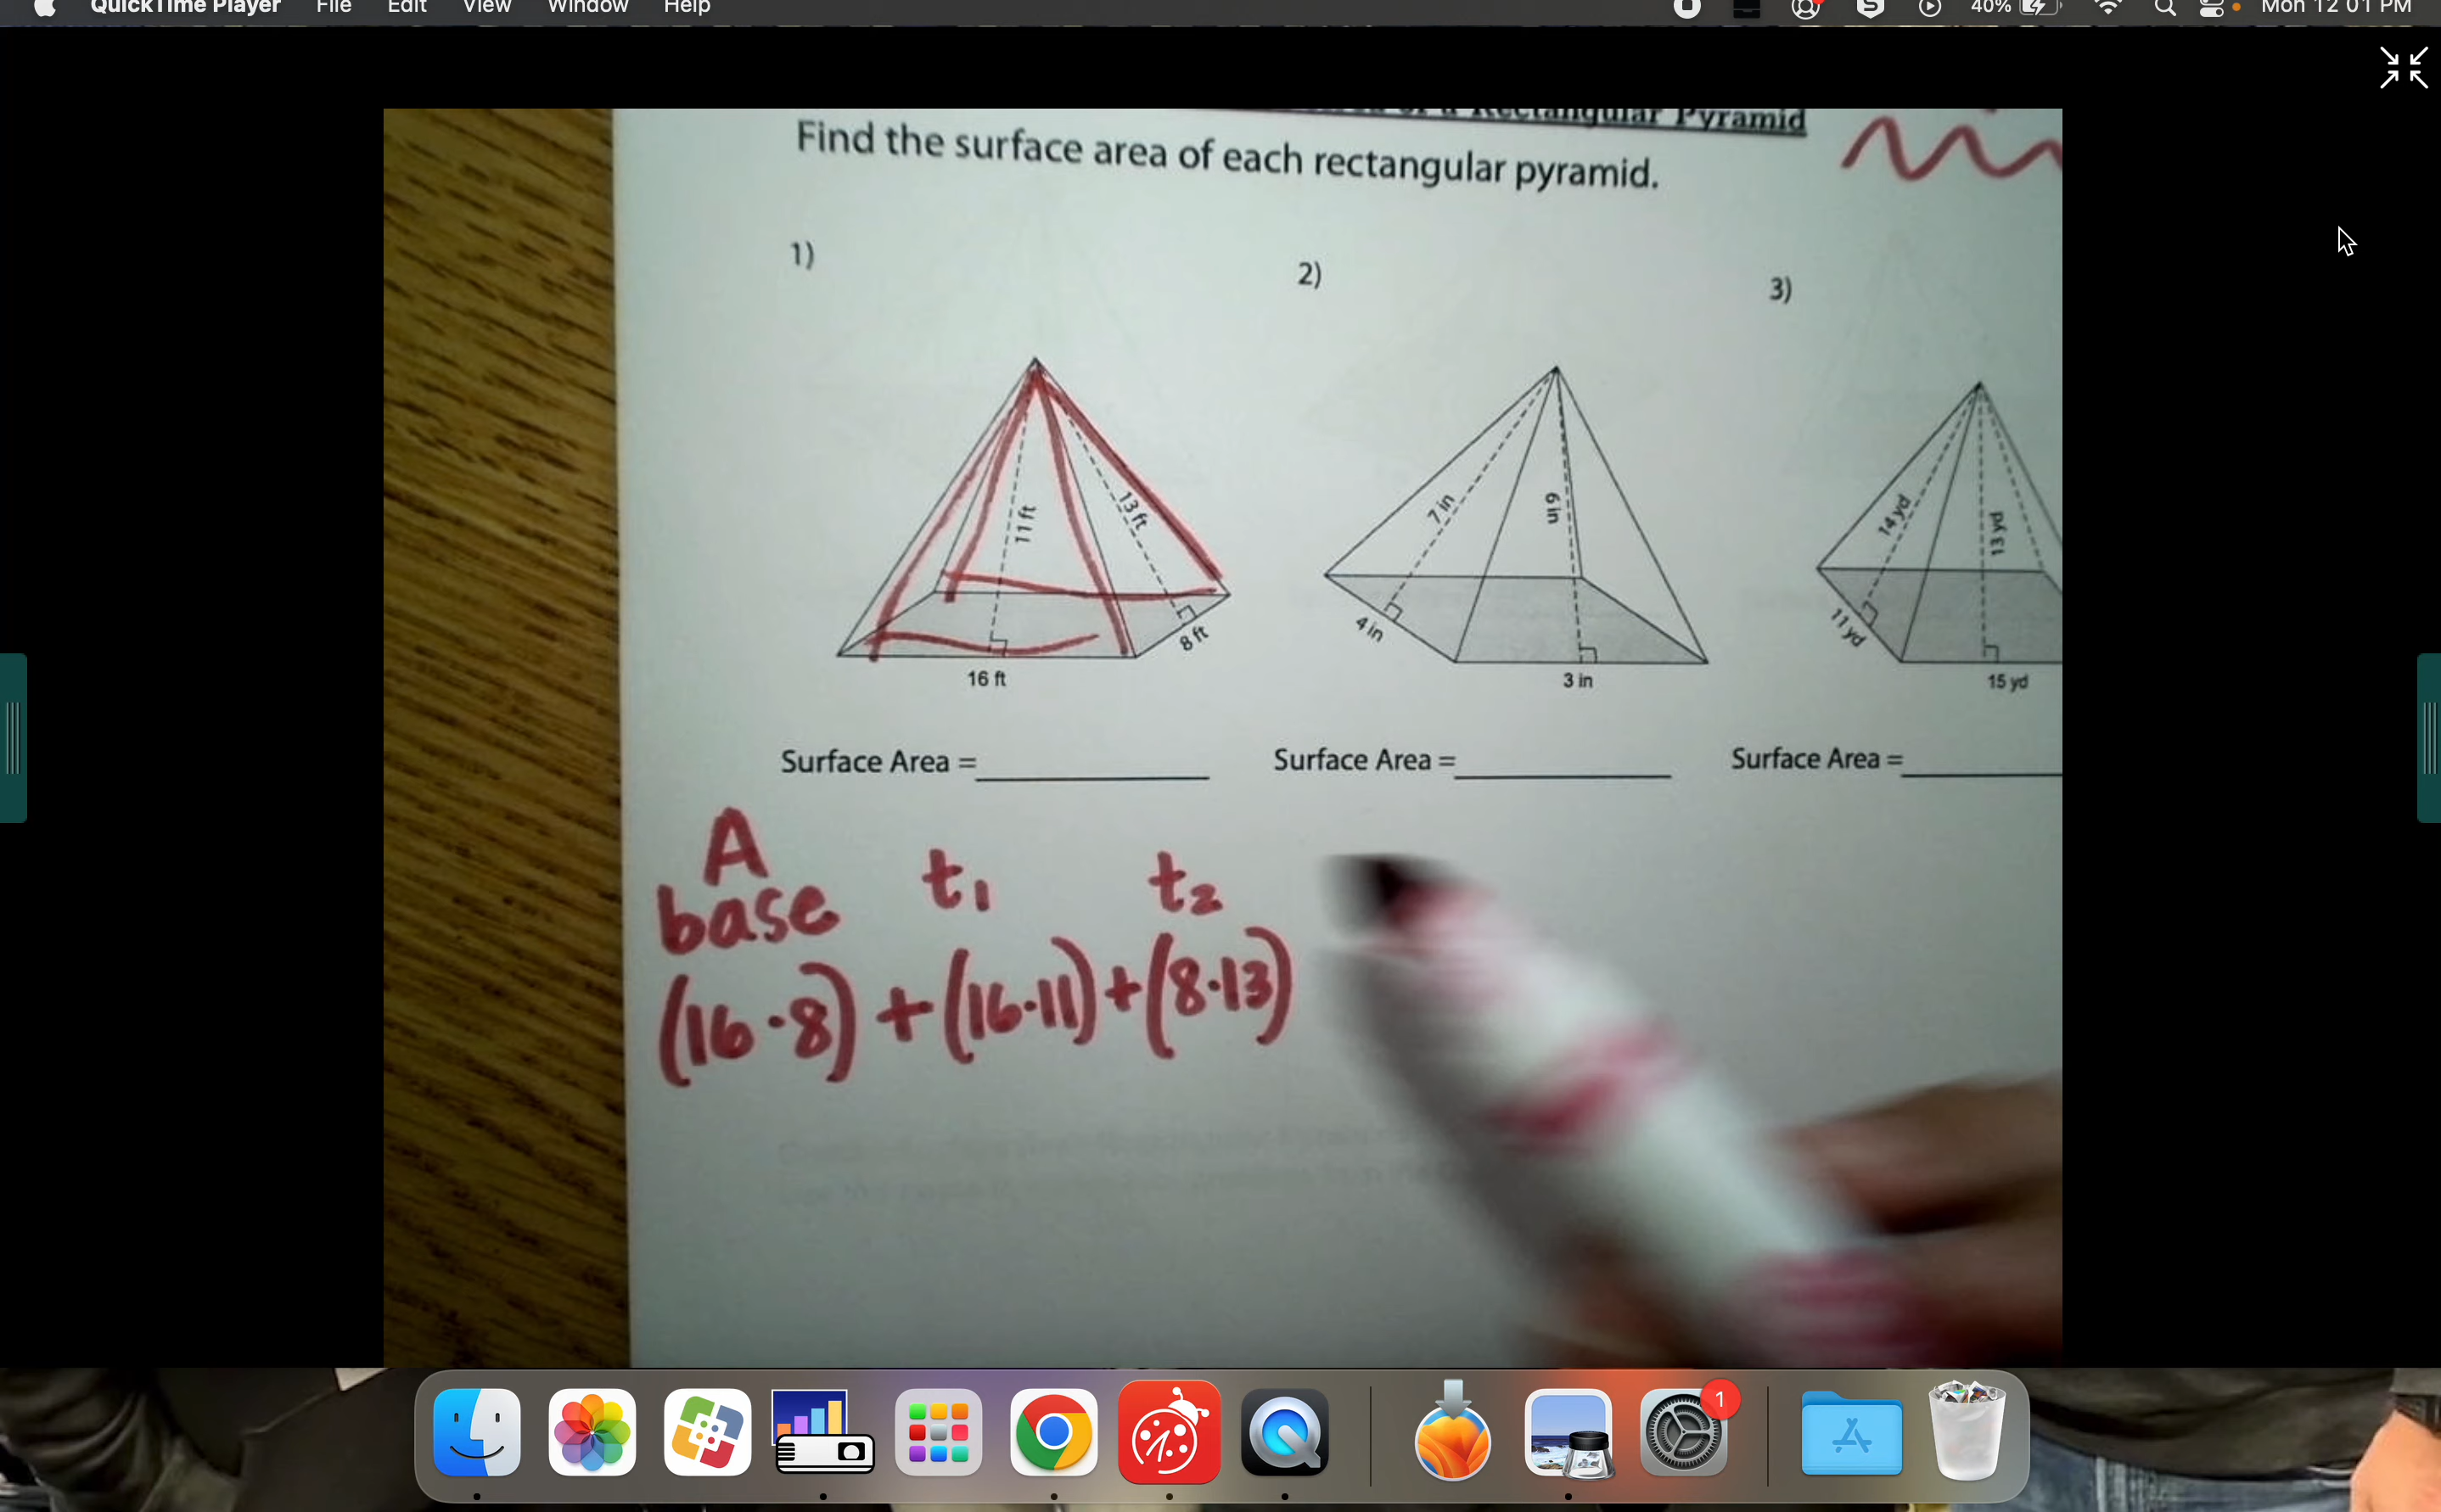 QuickTime Player File Edit View Window Help 40% Mon 12 01 PM
Rectangular Pyramid
Find the surface area of each rectangular pyramid.
1) 2) 3)
11 ft 13 ft 8 ft 16 ft
7 in 6 in 4 in 3 in
14 yd 13 yd 11 yd 15 yd
Surface Area = Surface Area = Surface Area =
A
base t₁ t₂
(16·8) + (16·11) + (8·13)
1